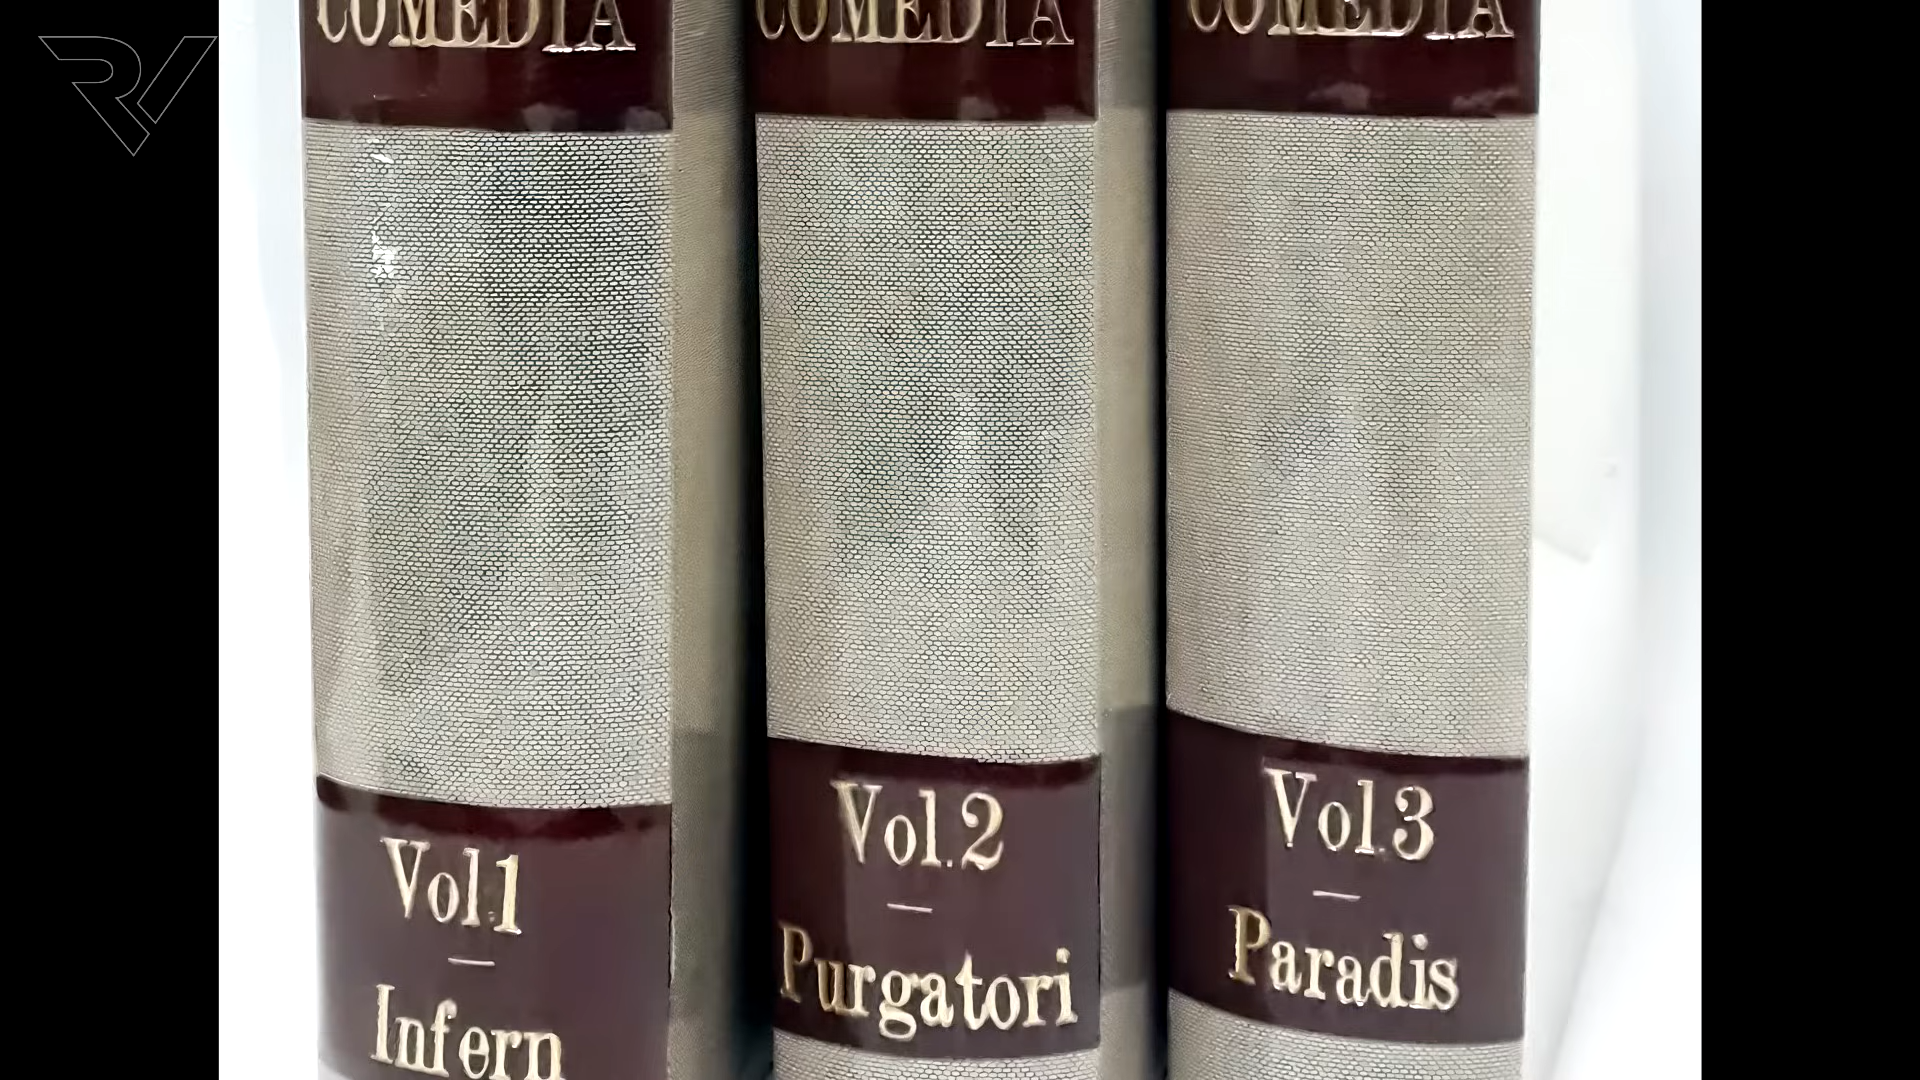 COMEDIA
Vol.1
Infern
COMEDIA
Vol.2
Purgatori
COMEDIA
Vol.3
Paradis